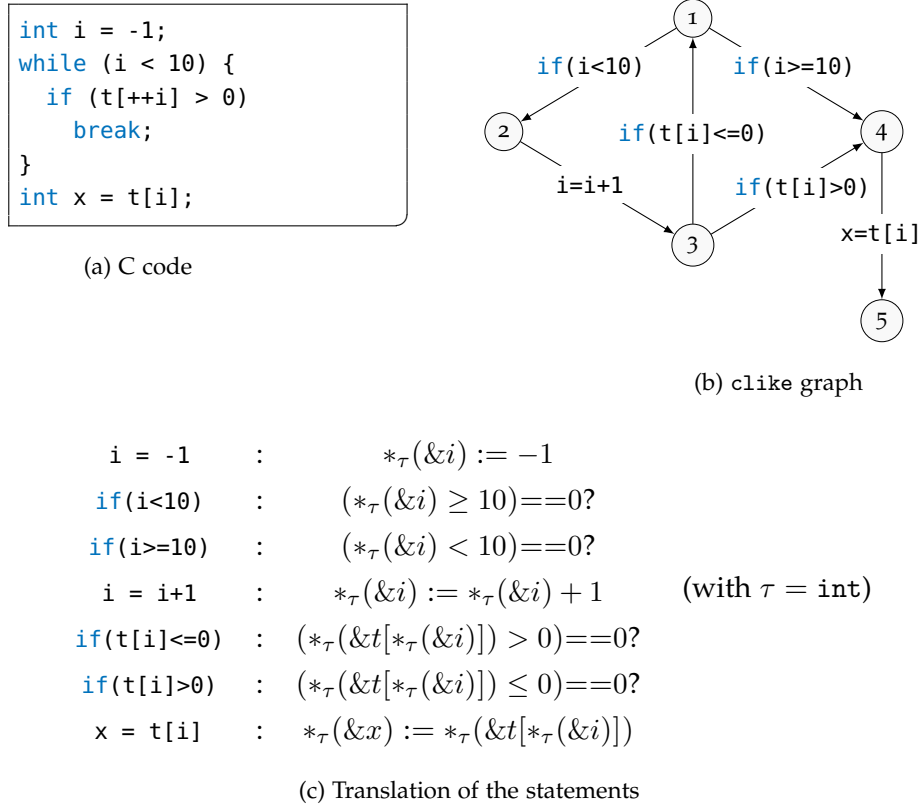 int i = -1;
while (i < 10) {
if (t[++i] > 0)
break;
}
int x = t[i];
(a) C code
1
if(i<10)
if(i>=10)
2
if(t[i]<=0)
4
i=i+1
if(t[i]>0)
3
x=t[i]
5
(b) clike graph
i = -1 : *τ(&i) := −1
if(i<10) : (*τ(&i) ≥ 10)==0?
if(i>=10) : (*τ(&i) < 10)==0?
i = i+1 : *τ(&i) := *τ(&i) + 1 (with τ = int)
if(t[i]<=0) : (*τ(&t[*τ(&i)]) > 0)==0?
if(t[i]>0) : (*τ(&t[*τ(&i)]) ≤ 0)==0?
x = t[i] : *τ(&x) := *τ(&t[*τ(&i)])
(c) Translation of the statements